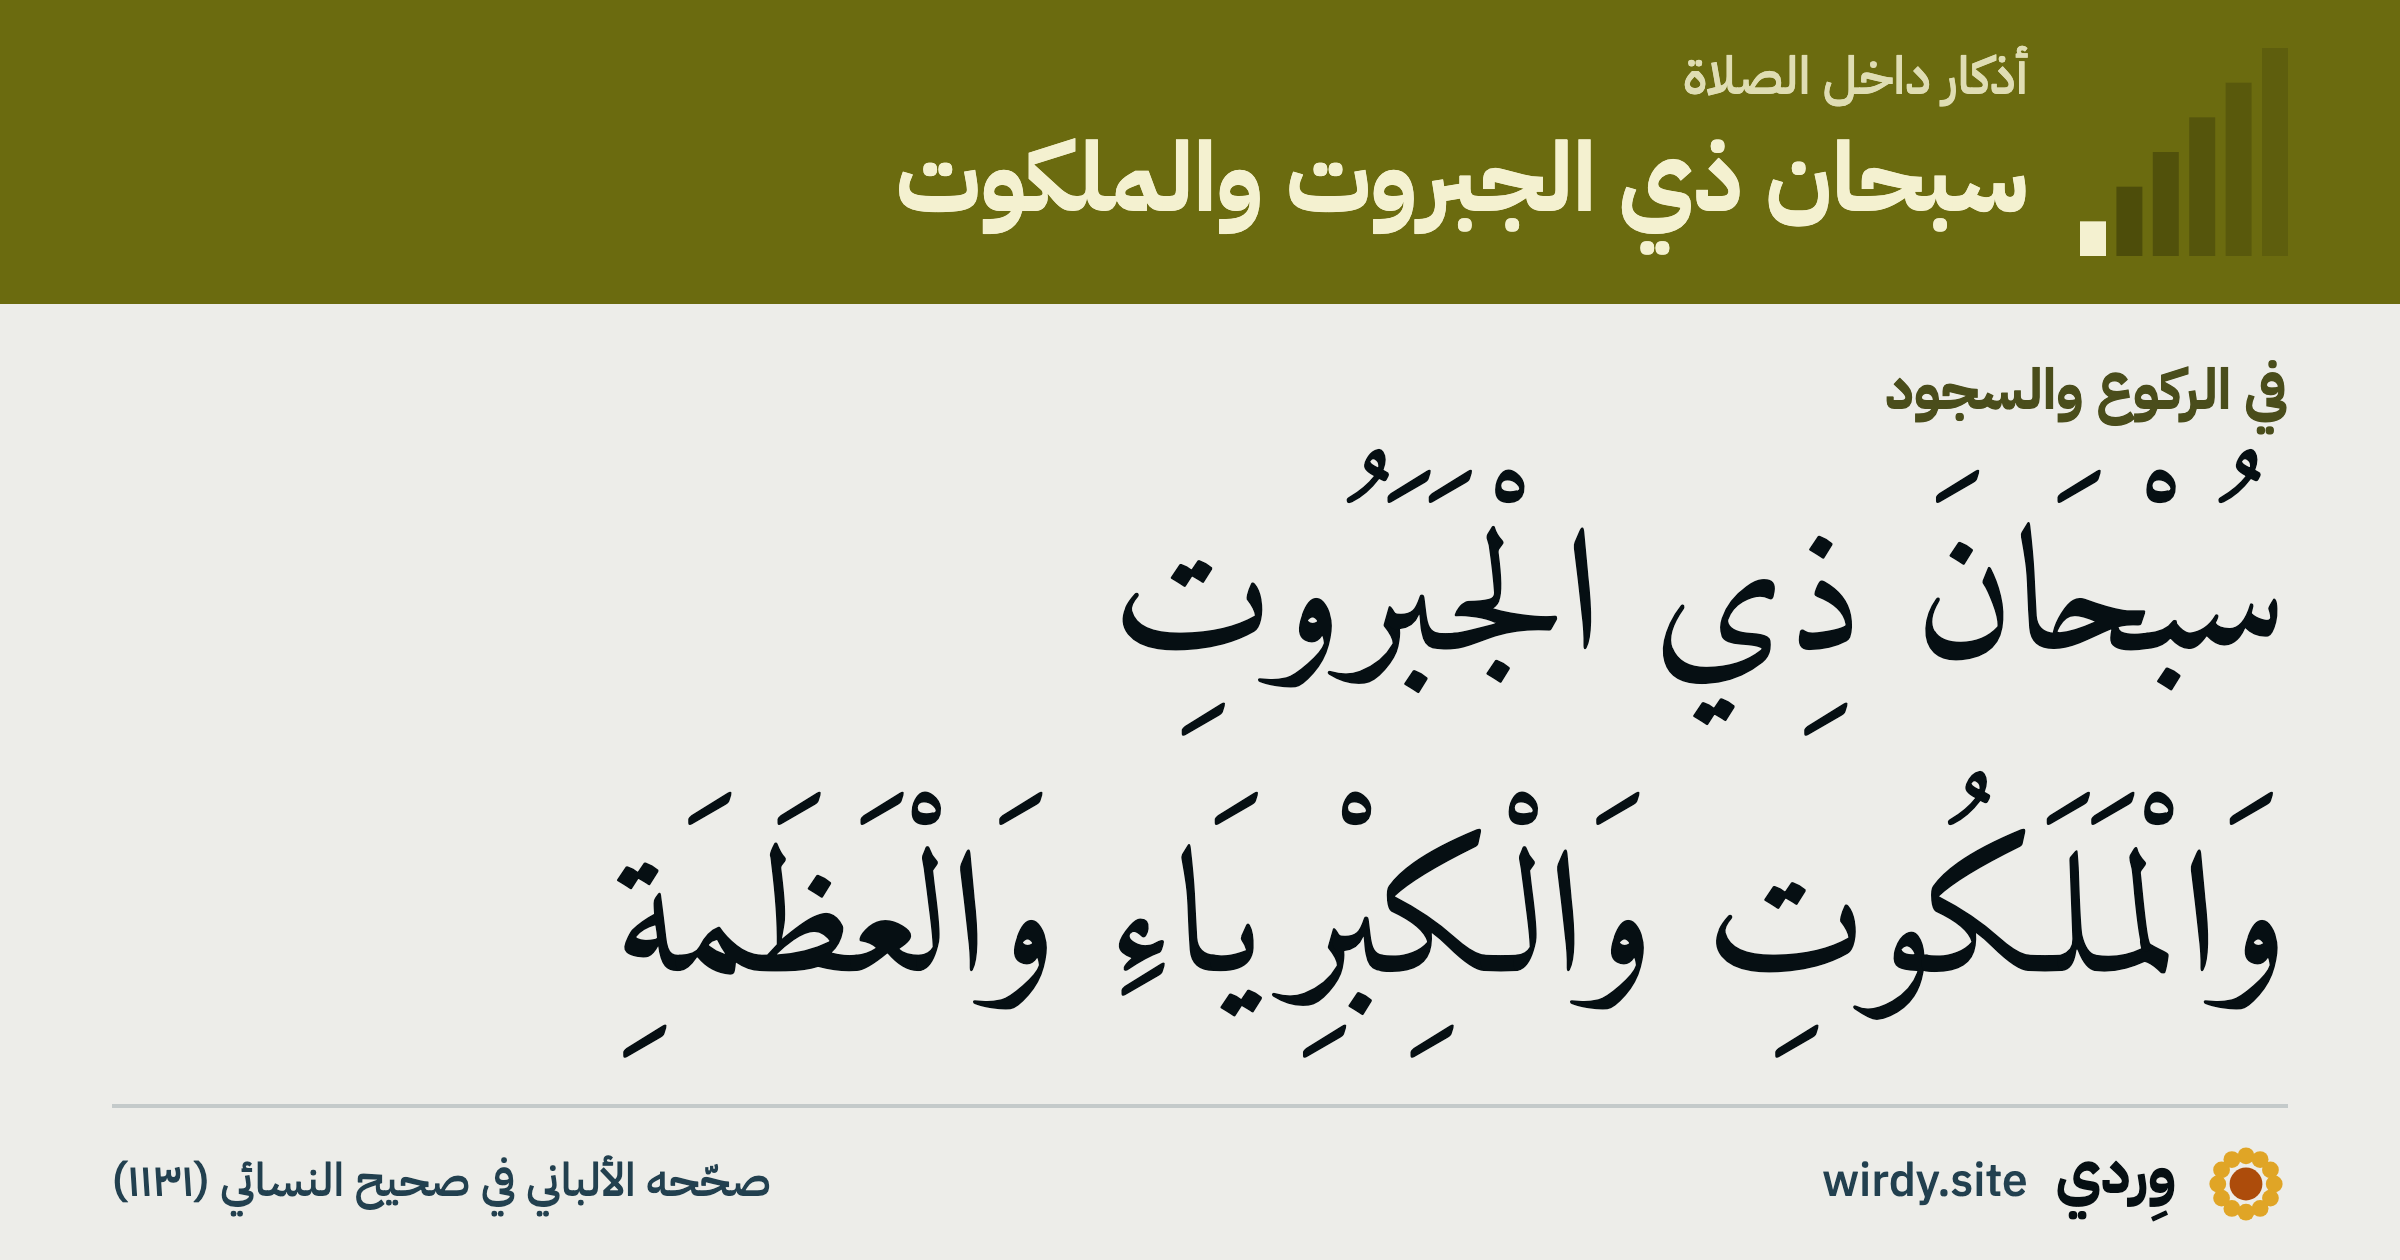 أذكار داخل الصلاة
سبحان ذي الجبروت والملكوت
في الركوع والسجود
سُبْحَانَ ذِي الْجَبَرُوتِ
وَالْمَلَكُوتِ وَالْكِبْرِيَاءِ وَالْعَظَمَةِ
وِردي wirdy.site
صحّحه الألباني في صحيح النسائي (١١٣١)